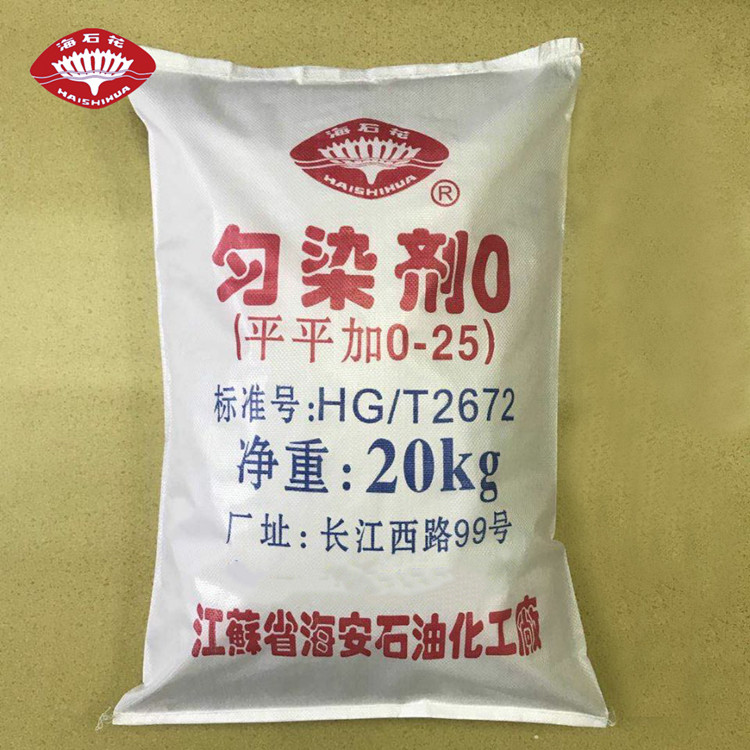 海石花
HAISHIHUA
海石花
HAISHIHUA
®
匀染剂O
(平平加O-25)
标准号:HG/T2672
净重:20kg
厂址:长江西路99号
江蘇省海安石油化工廠